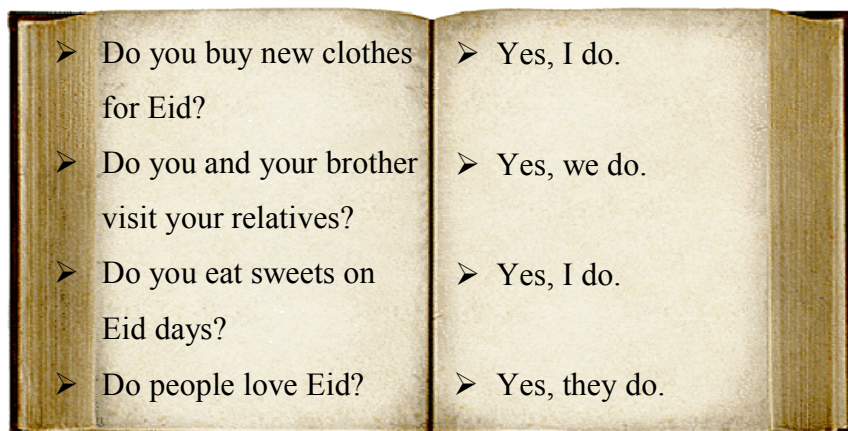 ➢ Do you buy new clothes
for Eid?
➢ Yes, I do.
➢ Do you and your brother
visit your relatives?
➢ Yes, we do.
➢ Do you eat sweets on
Eid days?
➢ Yes, I do.
➢ Do people love Eid?
➢ Yes, they do.